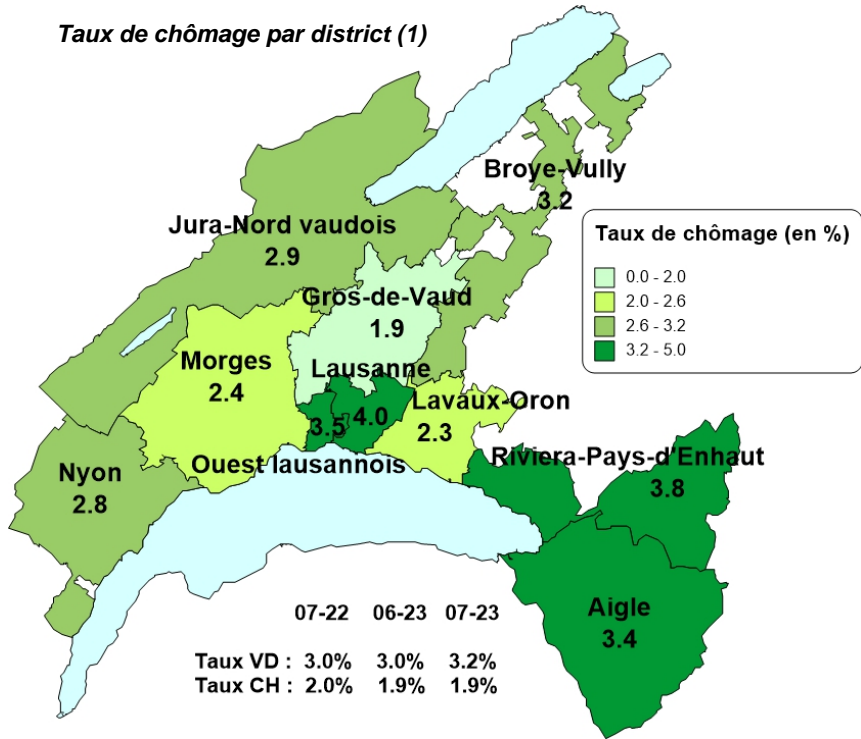 Taux de chômage par district (1)
Broye-Vully
3.2
Jura-Nord vaudois
2.9
Taux de chômage (en %)
0.0 - 2.0
2.0 - 2.6
2.6 - 3.2
3.2 - 5.0
Gros-de-Vaud
1.9
Morges
2.4
Lausanne
4.0
3.5
Ouest lausannois
Lavaux-Oron
2.3
Riviera-Pays-d'Enhaut
3.8
Nyon
2.8
Aigle
3.4
07-22 06-23 07-23
Taux VD : 3.0% 3.0% 3.2%
Taux CH : 2.0% 1.9% 1.9%